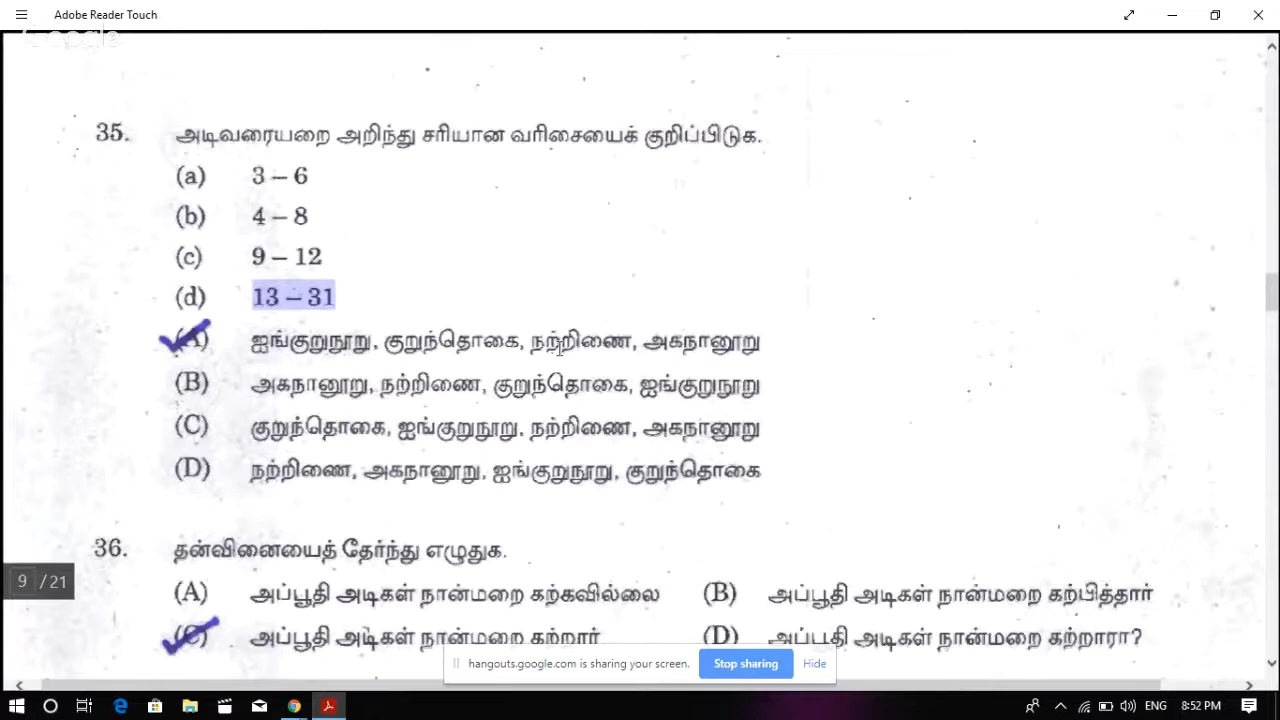 Adobe Reader Touch
Google
35. அடிவரையறை அறிந்து சரியான வரிசையைக் குறிப்பிடுக.
(a) 3 – 6
(b) 4 – 8
(c) 9 – 12
(d) 13 – 31
(A) ஐங்குறுநூறு, குறுந்தொகை, நற்றிணை, அகநானூறு
(B) அகநானூறு, நற்றிணை, குறுந்தொகை, ஐங்குறுநூறு
(C) குறுந்தொகை, ஐங்குறுநூறு, நற்றிணை, அகநானூறு
(D) நற்றிணை, அகநானூறு, ஐங்குறுநூறு, குறுந்தொகை
36. தன்வினையைத் தேர்ந்து எழுதுக.
9 / 21
(A) அப்பூதி அடிகள் நான்மறை கற்கவில்லை (B) அப்பூதி அடிகள் நான்மறை கற்பித்தார்
(C) அப்பூதி அடிகள் நான்மறை கற்றார் (D) அப்பூதி அடிகள் நான்மறை கற்றாரா?
hangouts.google.com is sharing your screen. Stop sharing Hide
ENG 8:52 PM